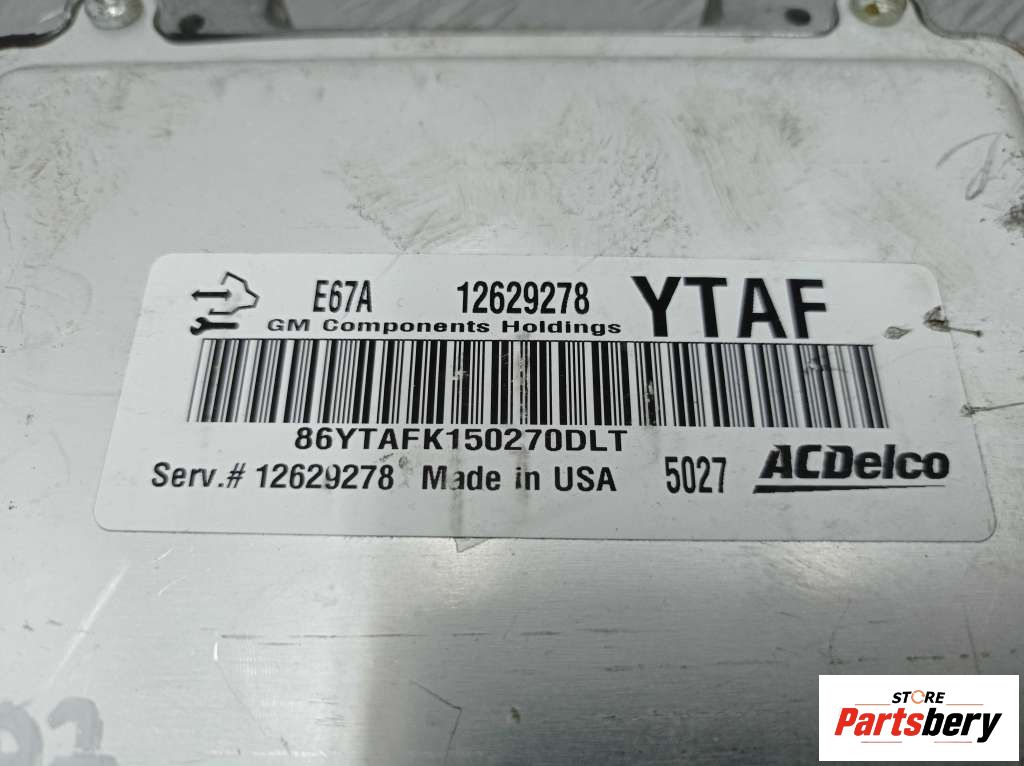 E67A 12629278 YTAF
GM Components Holdings
86YTAFK150270DLT
Serv.# 12629278 Made in USA 5027 ACDelco
STORE
Partsbery